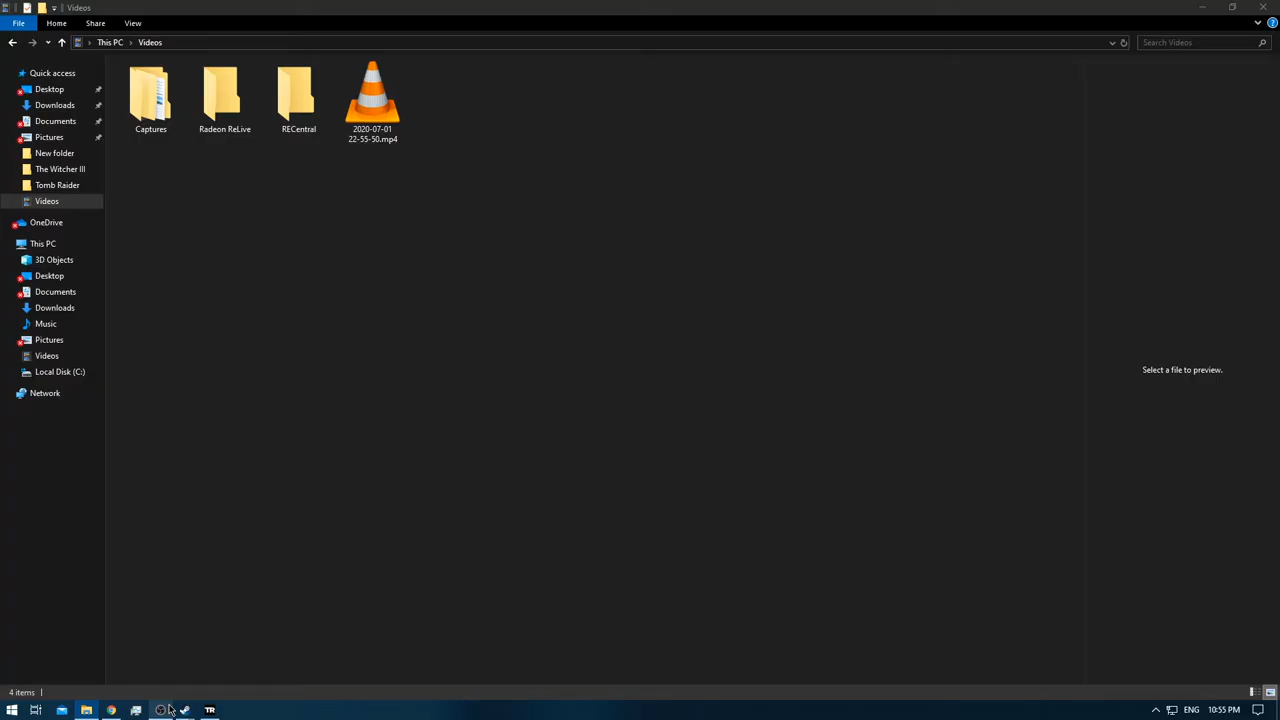 Videos
File Home Share View
This PC Videos Search Videos
Quick access
Desktop
Downloads
Documents
Pictures
New folder
The Witcher III
Tomb Raider
Videos
OneDrive
This PC
3D Objects
Desktop
Documents
Downloads
Music
Pictures
Videos
Local Disk (C:)
Network
Captures
Radeon ReLive
RECentral
2020-07-01
22-55-50.mp4
Select a file to preview.
4 items
TR
ENG 10:55 PM